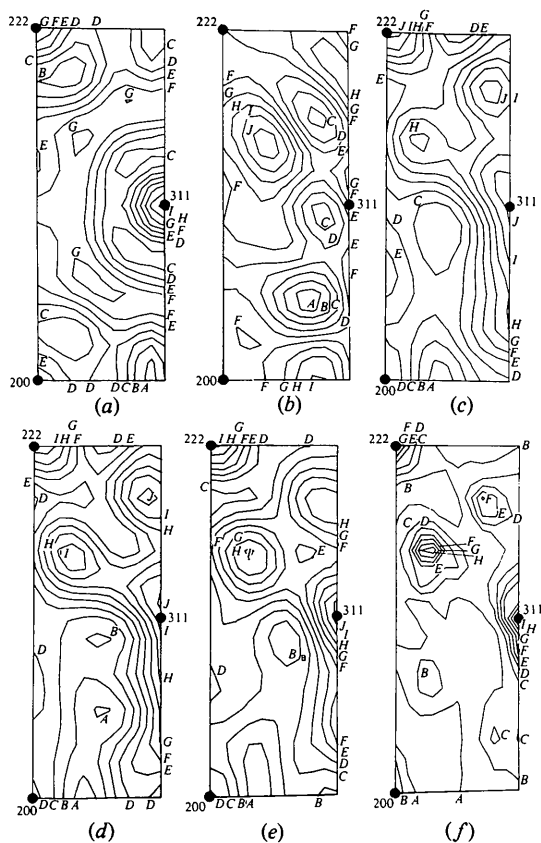 222 G F E D D
C
B
C
D
E
F
G
G
E
C
311
I
G H
F
E D
G
C
D
E
F
C
F
E
E
200
D D D C B A
(a)
222
F
G
F
G
H I
J
H
G
F
C
D
E
F
G
F
311
C
E
D
E
F
A B C
D
F
200
F G H I
(b)
G
222 J I H F D E
E
J I
H
C
311
D
J
E
I
H
G
F
E
200
D C B A D
(c)
G
222 I H F D E
E
D
J
I
H
H I
J
311
B
I
D
H
A
G
F
E
200
D C B A D D
(d)
G
222 I H F E D D
C
H
G
F
G
F
H I
E
311
J
I
H
G
F
B B
D
F
E
D
C
200
D C B A B
(e)
F D
222 G E C
B
B
F
E
D
C D
F
G
H
E
311
I H
G
F
E
D
C
B
C C
B
200
B A A
(f)